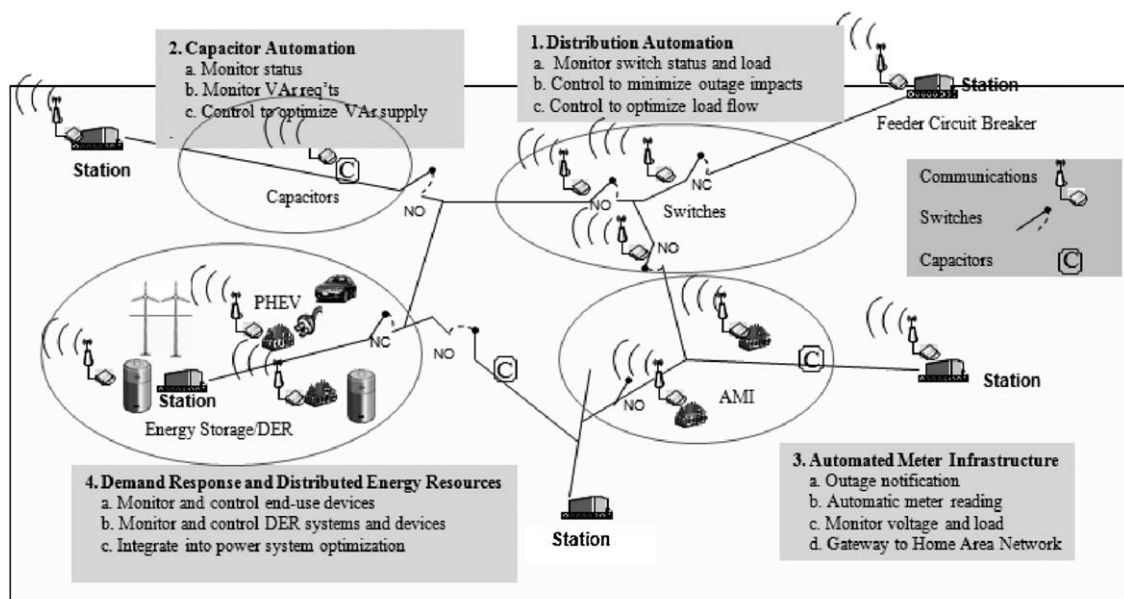 2. Capacitor Automation
a. Monitor status
b. Monitor VAr req'ts
c. Control to optimize VAr supply
1. Distribution Automation
a. Monitor switch status and load
b. Control to minimize outage impacts
c. Control to optimize load flow
Station
Feeder Circuit Breaker
Station
C
Capacitors
NO
NO
NC
Switches
NO
Communications
Switches
Capacitors
C
PHEV
NC
NO
C
Station
Energy Storage/DER
C
Station
NO
AMI
4. Demand Response and Distributed Energy Resources
a. Monitor and control end-use devices
b. Monitor and control DER systems and devices
c. Integrate into power system optimization
Station
3. Automated Meter Infrastructure
a. Outage notification
b. Automatic meter reading
c. Monitor voltage and load
d. Gateway to Home Area Network